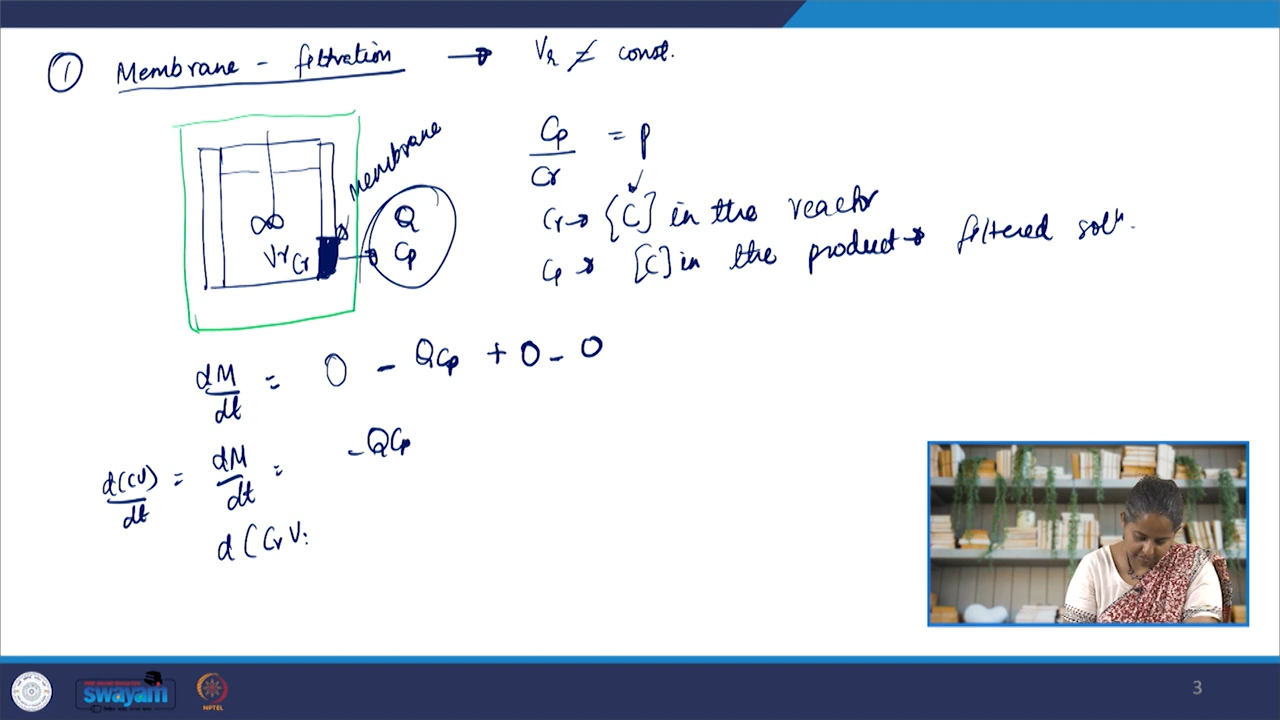 ① Membrane - filtration → Vr ≠ const.
Membrane
Q
Cp
Vr Cr
Cp/Cr = p
Cr → [C] in the reactor
Cp → [C] in the product → filtered solⁿ.
dM/dt = 0 - QCp + 0 - 0
d(CV)/dt = dM/dt = -QCp
d(CrV
swayam
NPTEL
3